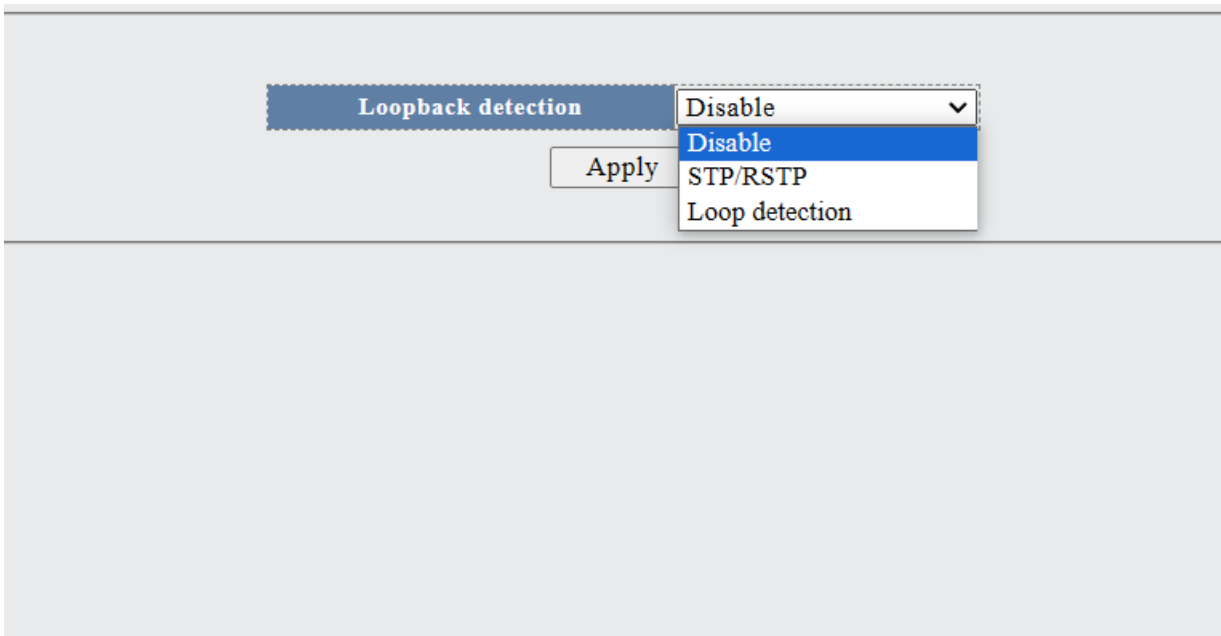 Loopback detection Disable
Disable
Apply
STP/RSTP
Loop detection